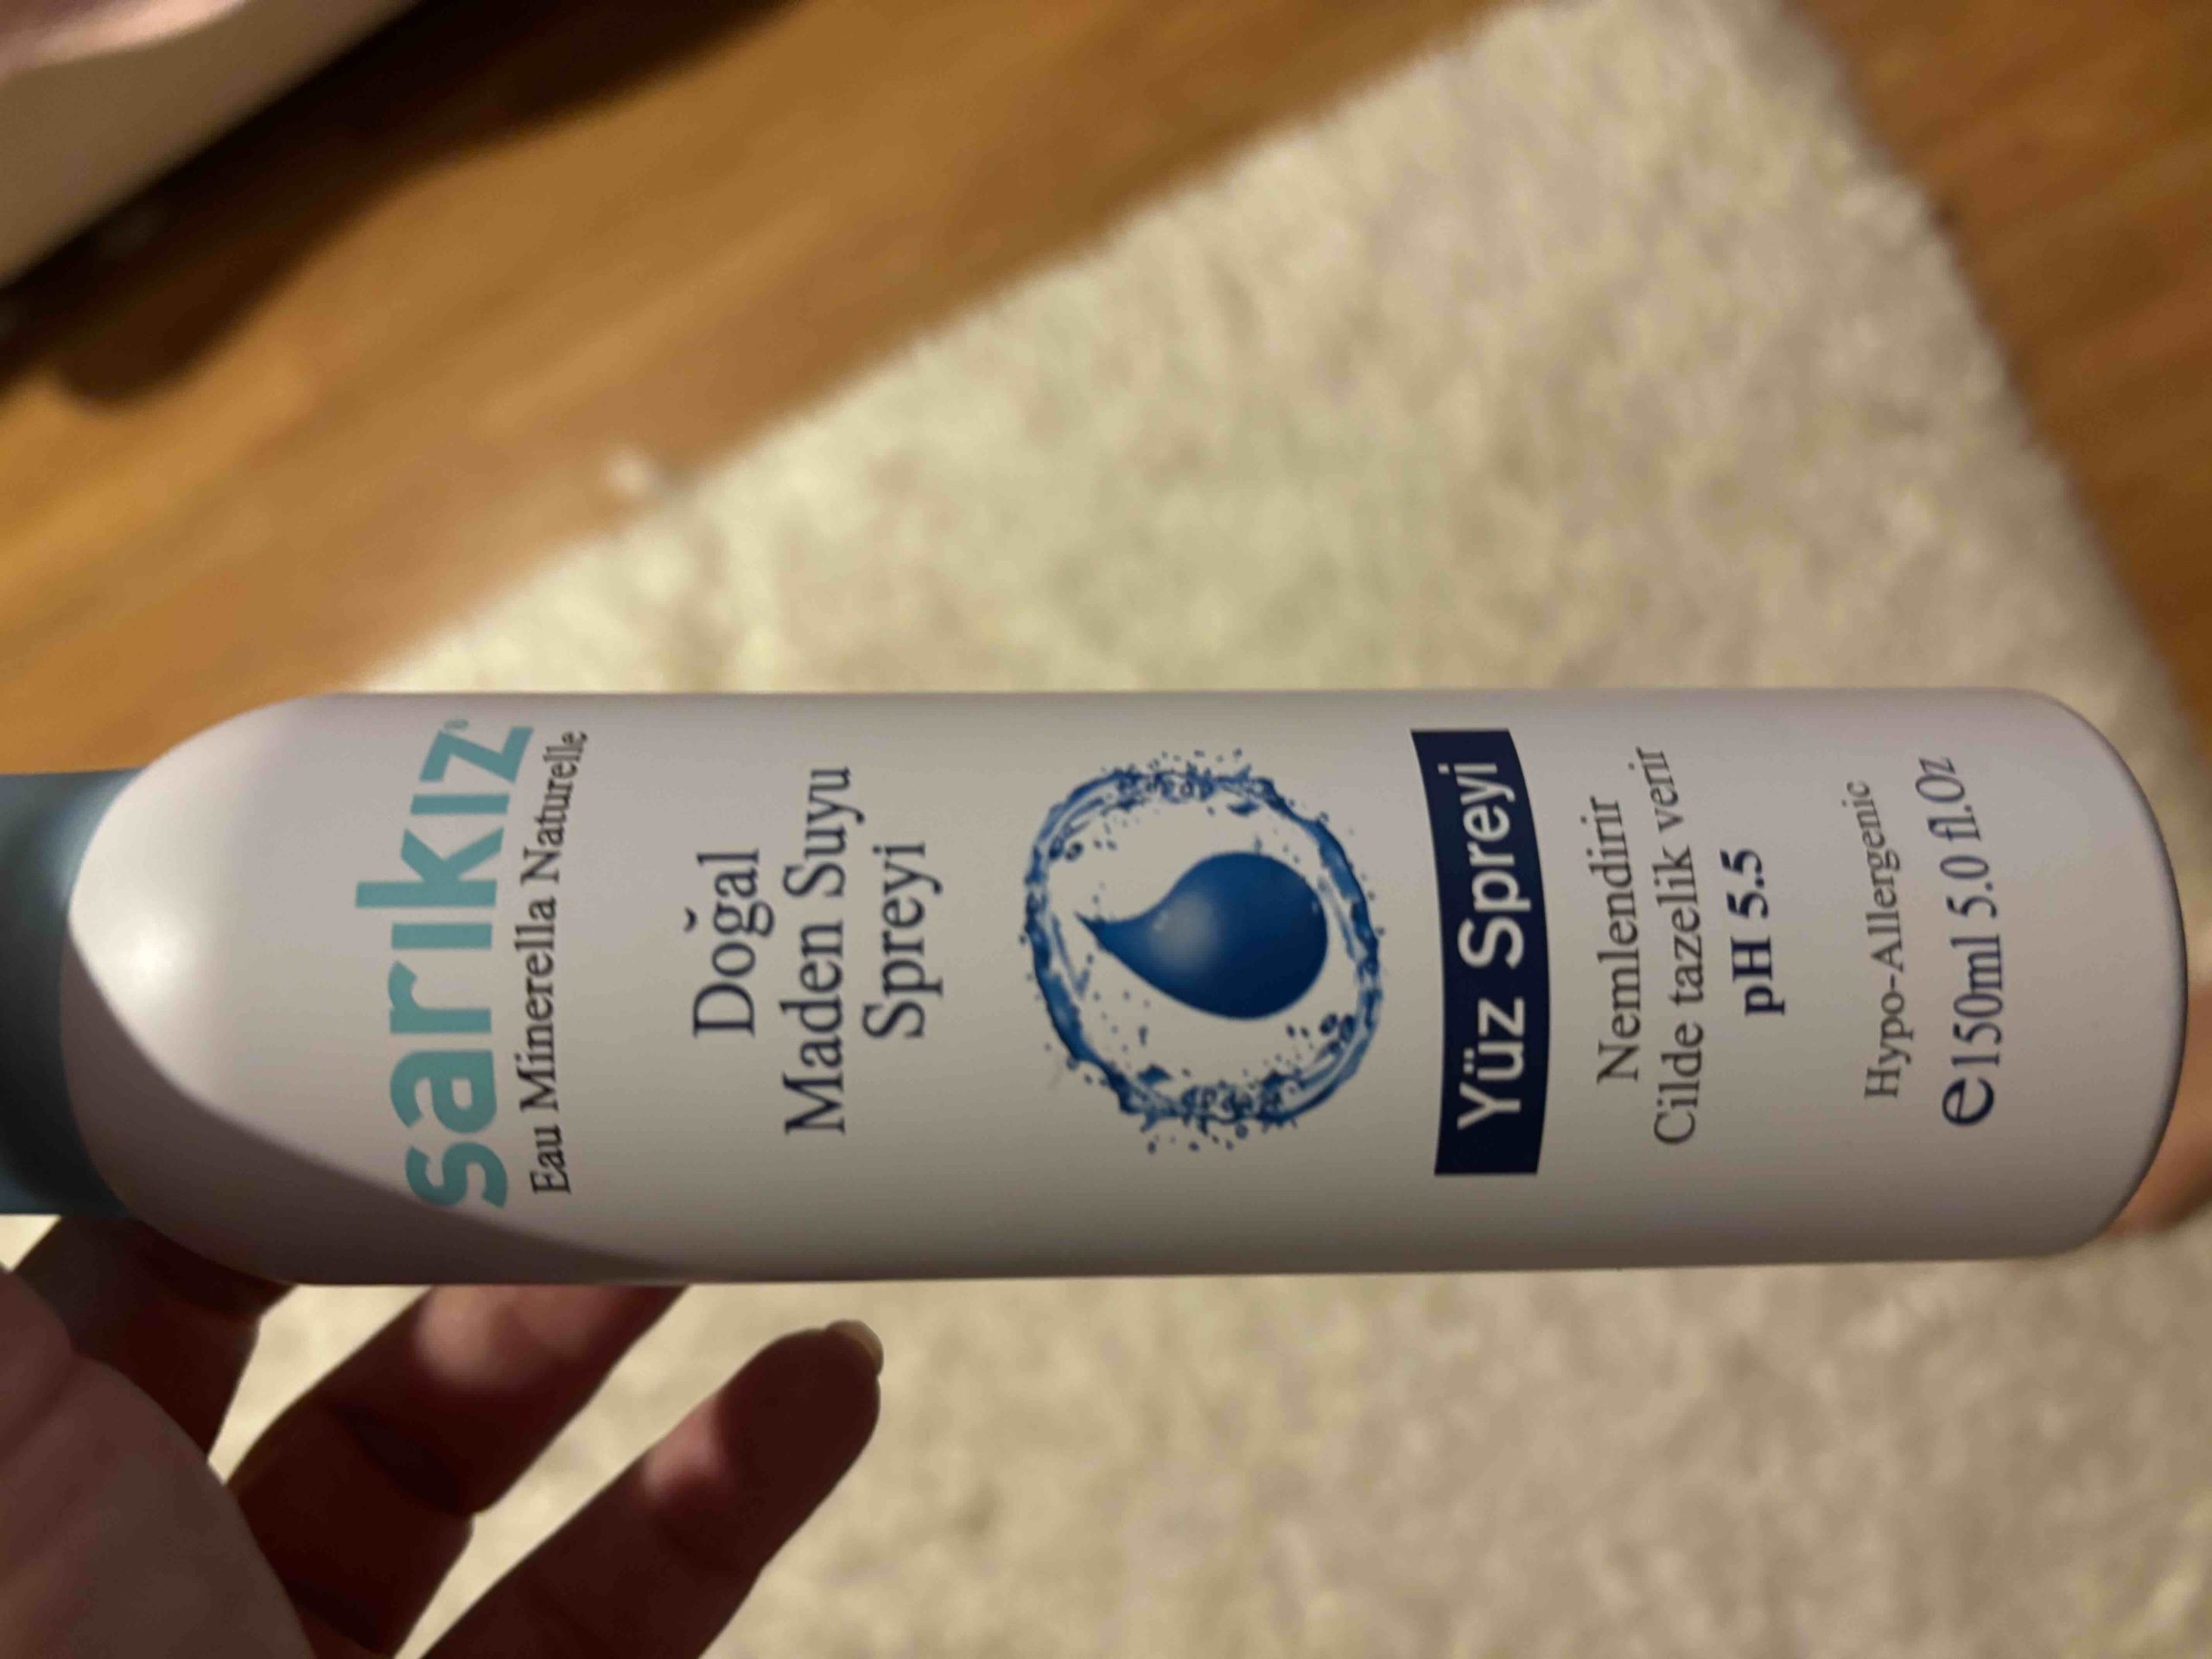 sarıkız®
Eau Minerella Naturelle
Doğal
Maden Suyu
Spreyi
Yüz Spreyi
Nemlendirir
Cilde tazelik verir
pH 5.5
Hypo-Allergenic
e150ml 5.0 fl.Oz